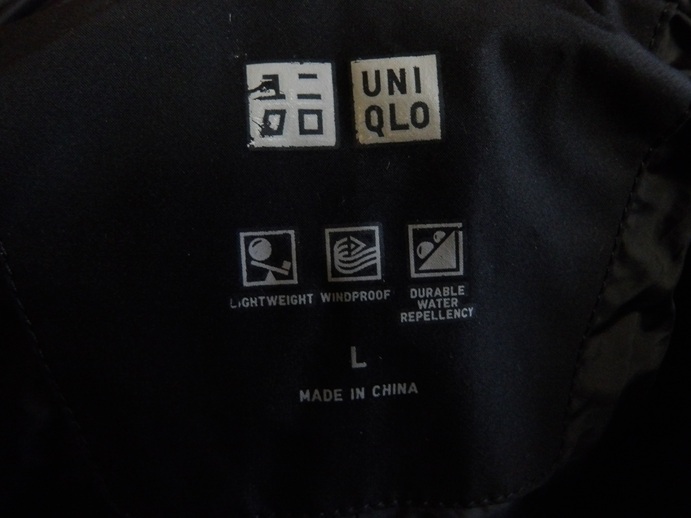 ユニ
クロ
UNI
QLO
LIGHTWEIGHT WINDPROOF DURABLE
WATER
REPELLENCY
L
MADE IN CHINA